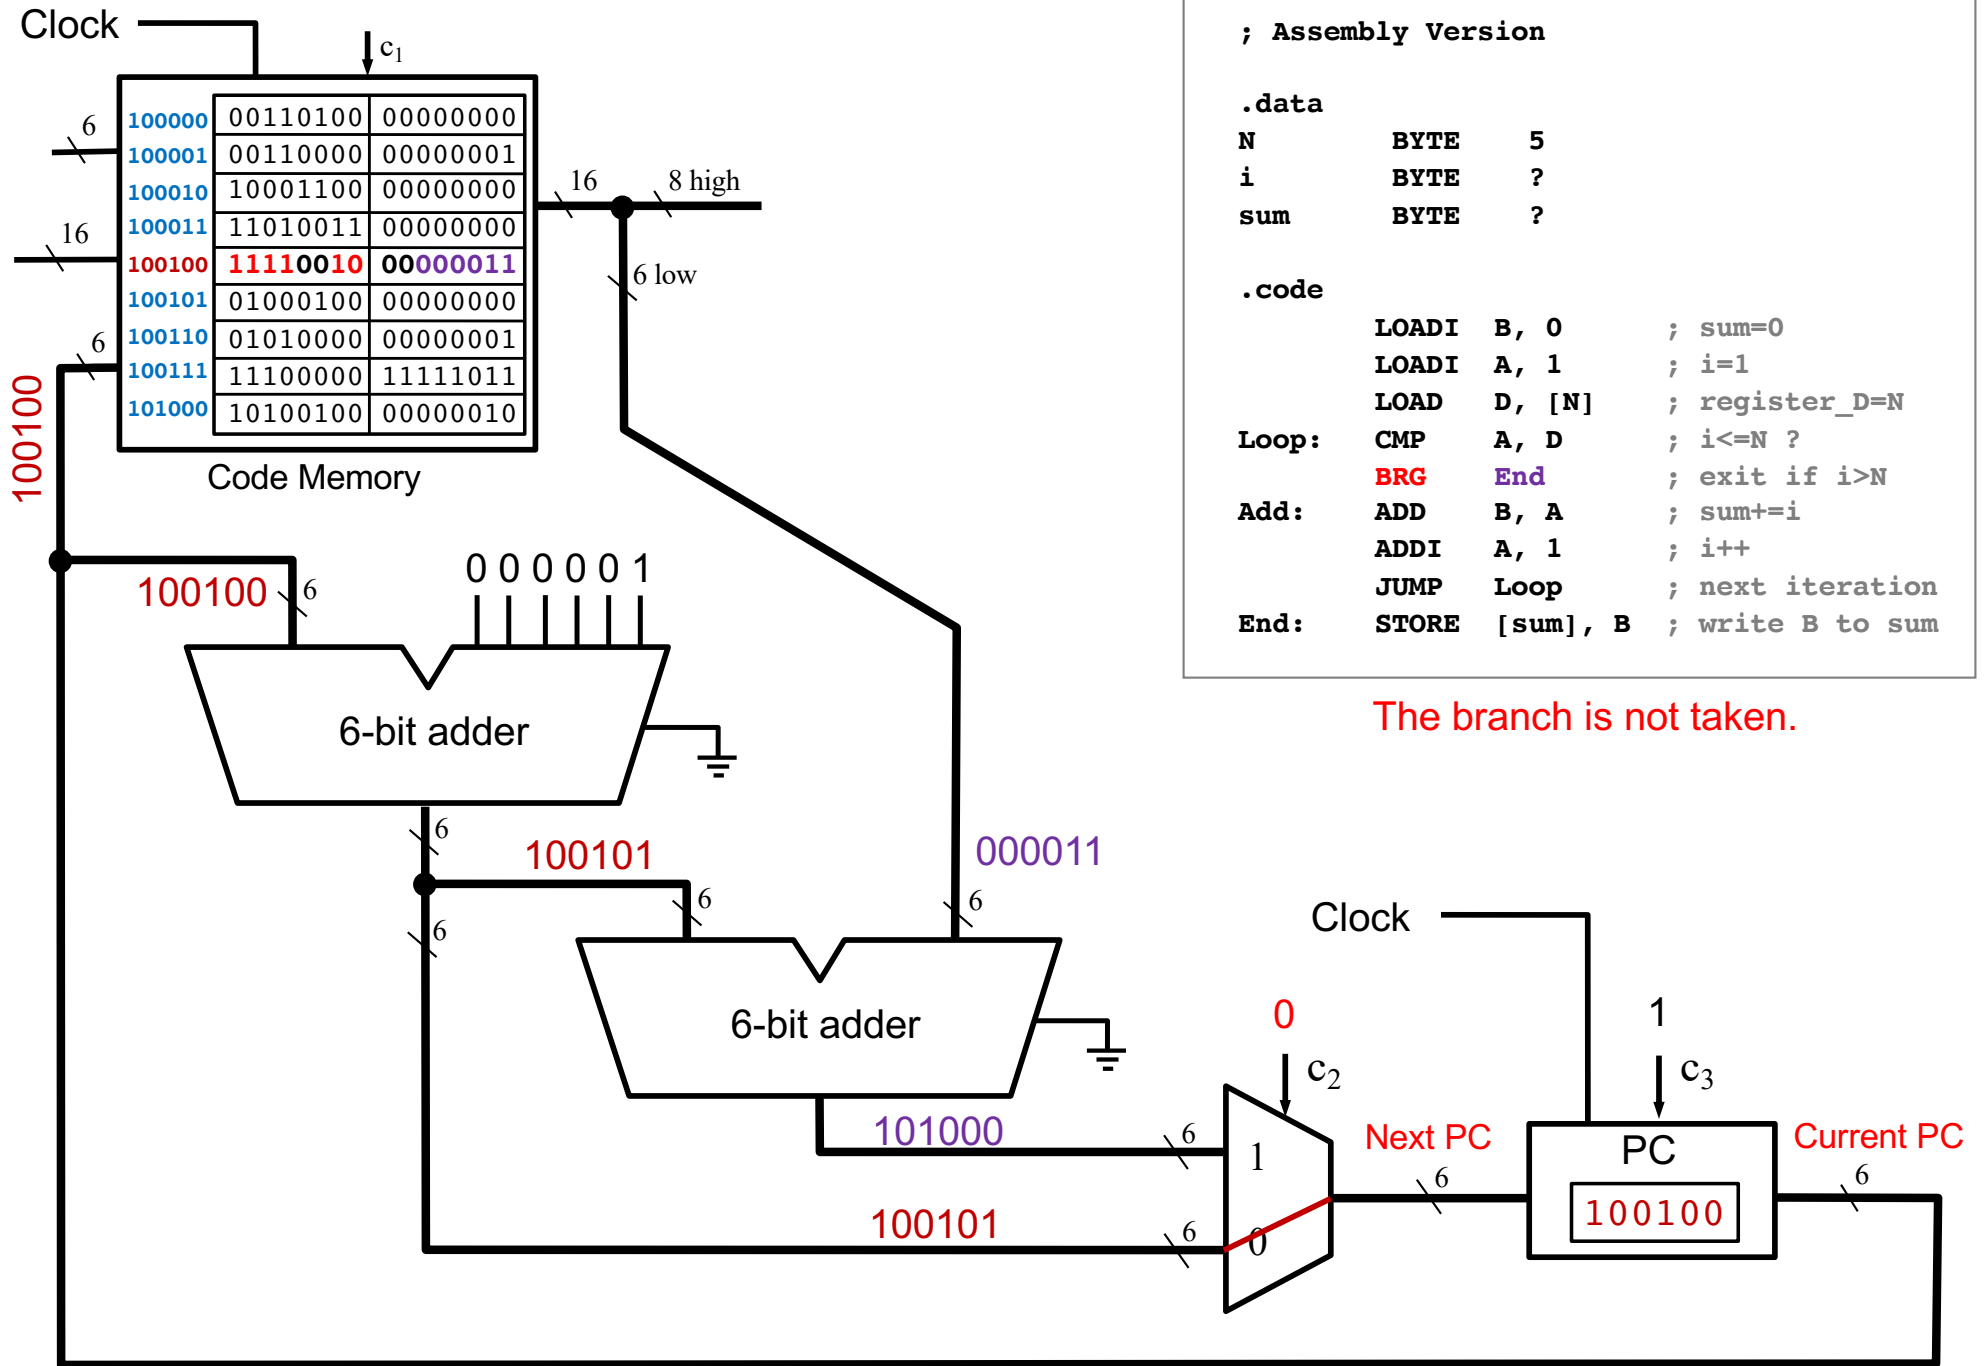 Clock
c1
6
100000 00110100 00000000
100001 00110000 00000001
100010 10001100 00000000
100011 11010011 00000000
16
100100 11110010 00000011
100101 01000100 00000000
100110 01010000 00000001
6
100111 11100000 11111011
101000 10100100 00000010
Code Memory
16
8 high
6 low
100100
100100
6
0 0 0 0 0 1
6-bit adder
6
100101
6
6
000011
6
6-bit adder
101000
6
100101
6
0
c2
1
0
Next PC
6
Clock
1
c3
PC
100100
Current PC
6
; Assembly Version
.data
N BYTE 5
i BYTE ?
sum BYTE ?
.code
LOADI B, 0 ; sum=0
LOADI A, 1 ; i=1
LOAD D, [N] ; register_D=N
Loop: CMP A, D ; i<=N ?
BRG End ; exit if i>N
Add: ADD B, A ; sum+=i
ADDI A, 1 ; i++
JUMP Loop ; next iteration
End: STORE [sum], B ; write B to sum
The branch is not taken.